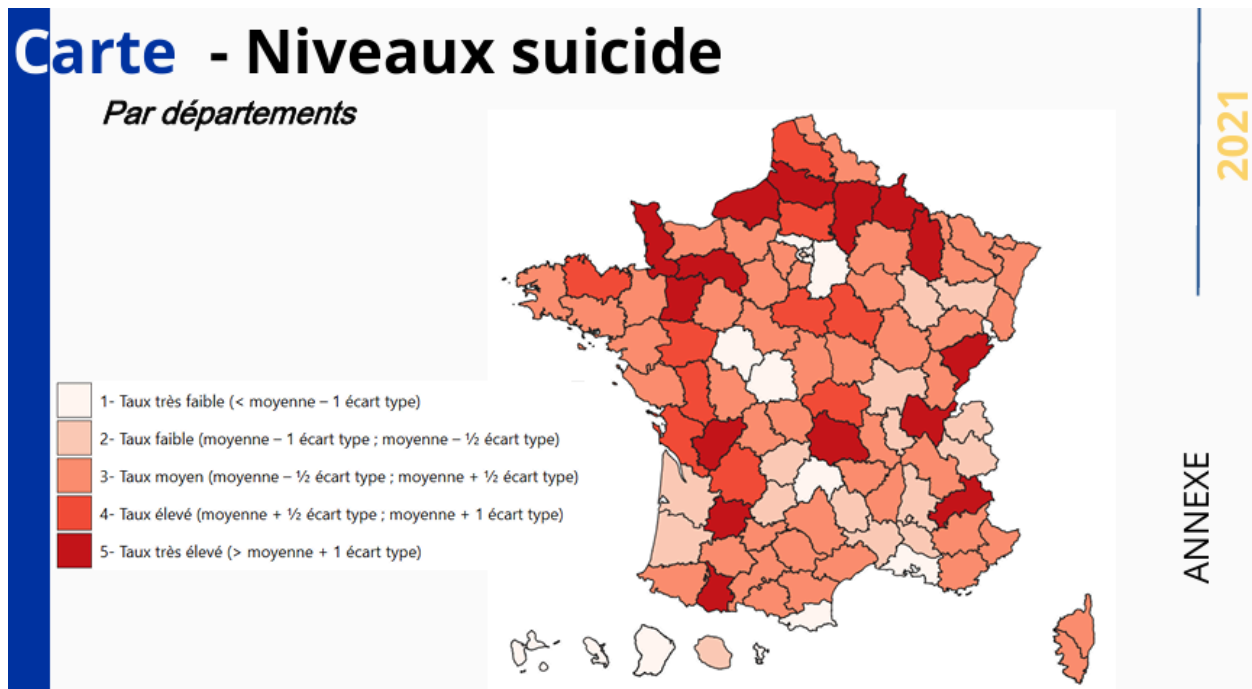 Carte - Niveaux suicide
Par départements
2021
1- Taux très faible (< moyenne – 1 écart type)
2- Taux faible (moyenne – 1 écart type ; moyenne – ½ écart type)
3- Taux moyen (moyenne – ½ écart type ; moyenne + ½ écart type)
4- Taux élevé (moyenne + ½ écart type ; moyenne + 1 écart type)
5- Taux très élevé (> moyenne + 1 écart type)
ANNEXE